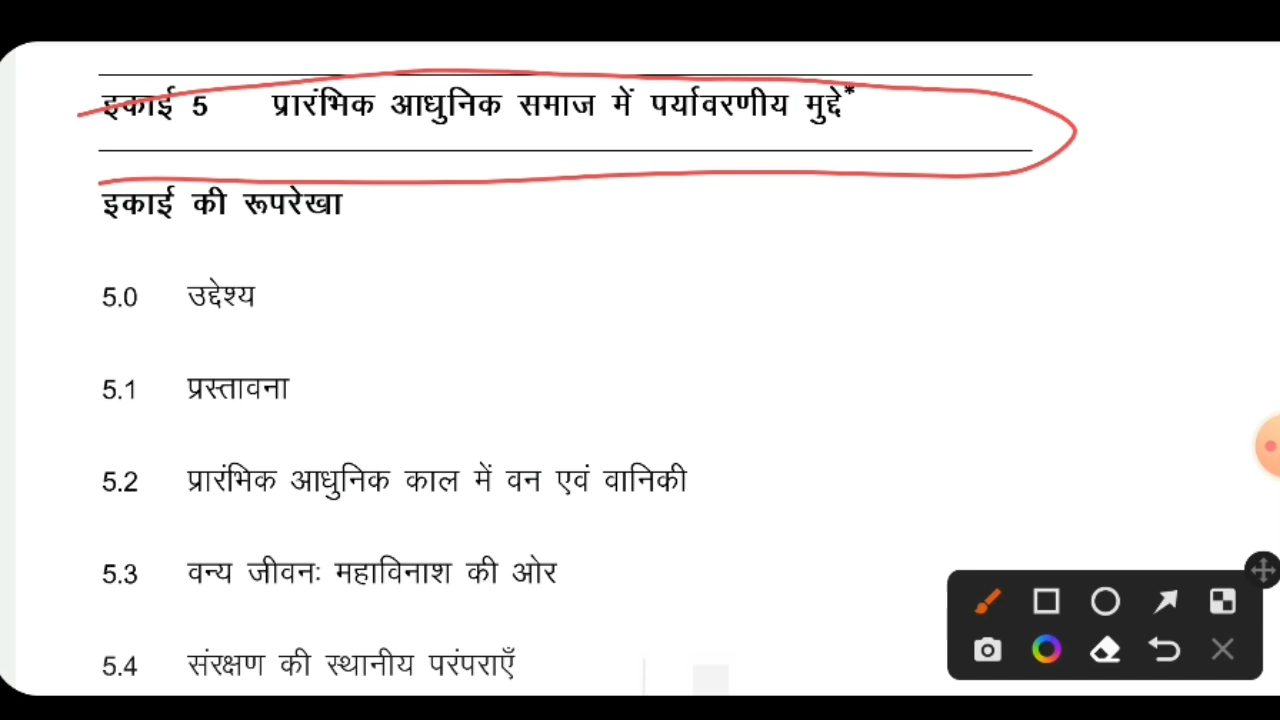 इकाई 5 प्रारंभिक आधुनिक समाज में पर्यावरणीय मुद्दे*
इकाई की रूपरेखा
5.0 उद्देश्य
5.1 प्रस्तावना
5.2 प्रारंभिक आधुनिक काल में वन एवं वानिकी
5.3 वन्य जीवनः महाविनाश की ओर
5.4 संरक्षण की स्थानीय परंपराएँ